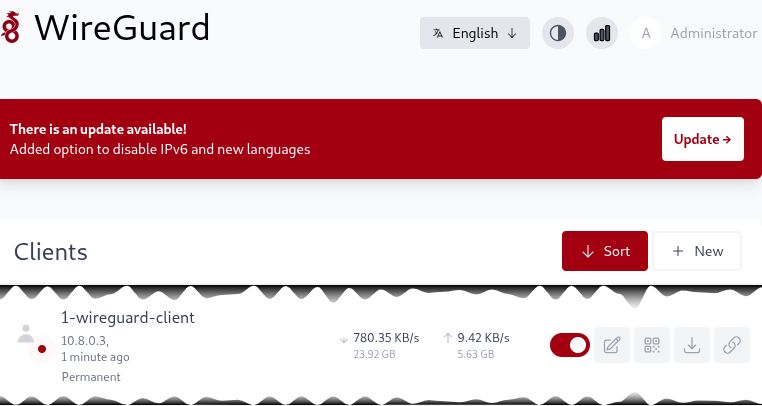 WireGuard
English ↓
A Administrator
There is an update available!
Added option to disable IPv6 and new languages
Update →
Clients
↓ Sort
+ New
1-wireguard-client
10.8.0.3,
1 minute ago
Permanent
↓ 780.35 KB/s
23.92 GB
↑ 9.42 KB/s
5.63 GB